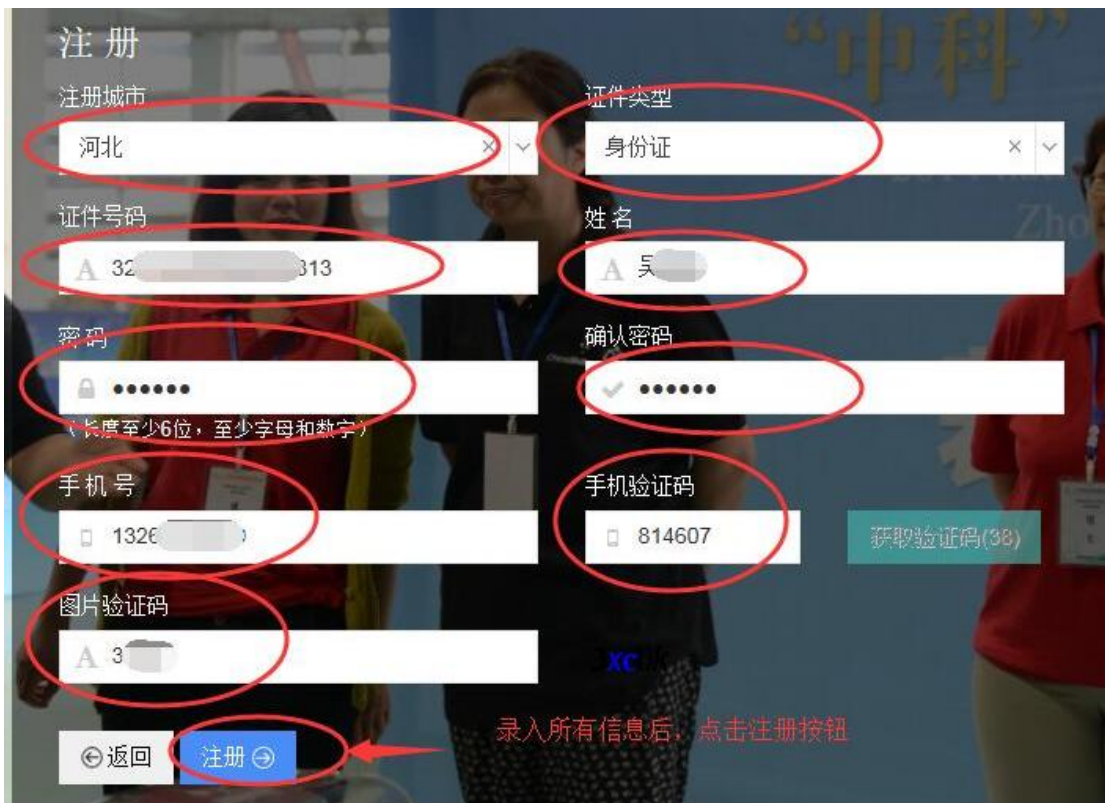 注 册
“中科”
注册城市
证件类型
河北
身份证
证件号码
姓 名
Zho
A 32 313
A 吴
密 码
确认密码
••••••
••••••
（长度至少6位，至少字母和数字）
手 机 号
手机验证码
1326
814607
获取验证码(38)
图片验证码
A 3
xc
录入所有信息后，点击注册按钮
返回
注册